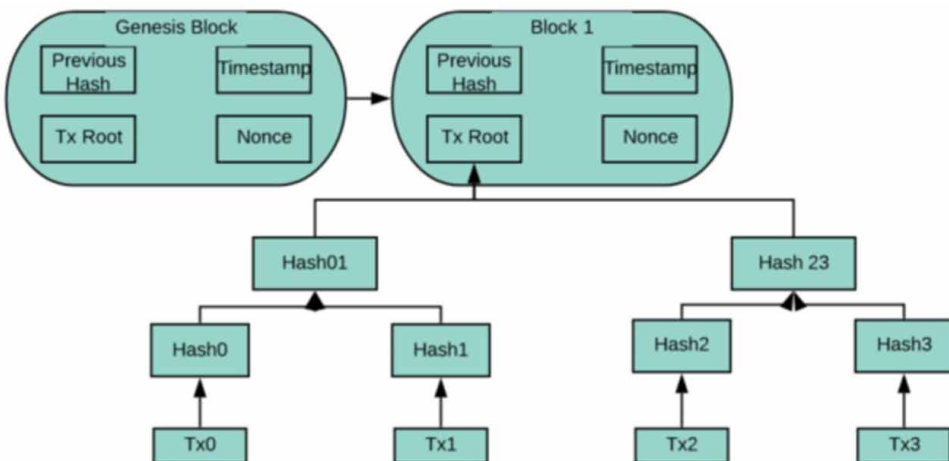 Genesis Block
Block 1
Previous
Hash
Timestamp
Previous
Hash
Timestamp
Tx Root
Nonce
Tx Root
Nonce
Hash01
Hash 23
Hash0
Hash1
Hash2
Hash3
Tx0
Tx1
Tx2
Tx3